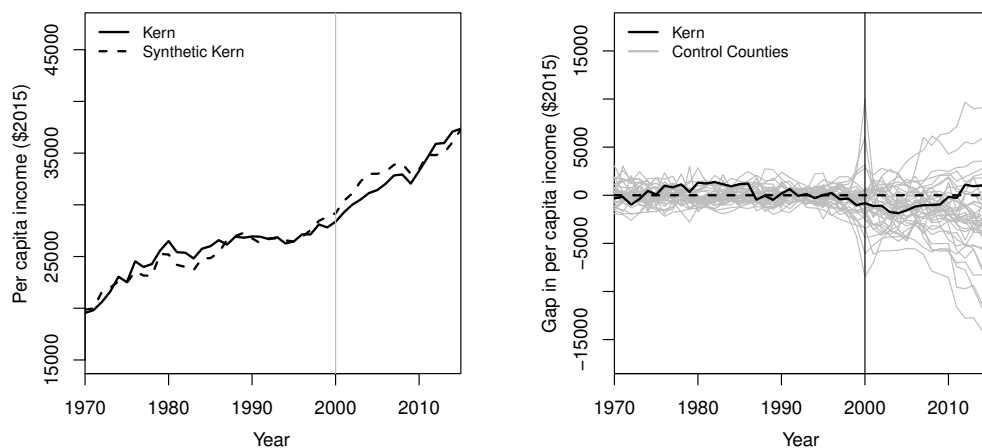 Kern
Synthetic Kern
Per capita income ($2015)
15000
25000
35000
45000
1970
1980
1990
2000
2010
Year
Kern
Control Counties
Gap in per capita income ($2015)
−15000
−5000
0
5000
15000
1970
1980
1990
2000
2010
Year